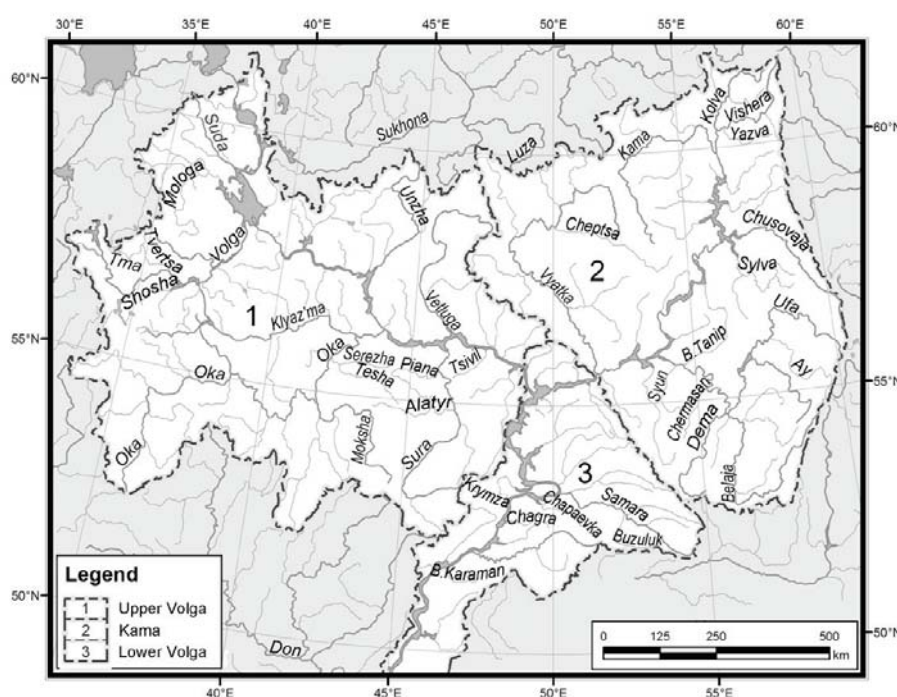 30°E 35°E 40°E 45°E 50°E 55°E 60°E
60°N
60°N
55°N
55°N
50°N
50°N
40°E 45°E 50°E 55°E
Suda
Mologa
Sukhona
Luza
Kama
Kolva
Vishera
Yazva
Unzha
Cheptsa
Tvertsa
Volga
Tma
Shosha
Chusovaja
Sylva
2
Vyatka
Ufa
1
Klyaz'ma
Vetluga
Oka
Serezha
Piana
Tsivil
Tesha
B.Tanip
Ay
Oka
Syun
Chermasan
Dema
Alatyr
Oka
Moksha
Sura
3
Belaja
Krymza
Chapaevka
Samara
Chagra
Buzuluk
B.Karaman
Don
Legend
1 Upper Volga
2 Kama
3 Lower Volga
0 125 250 500
km